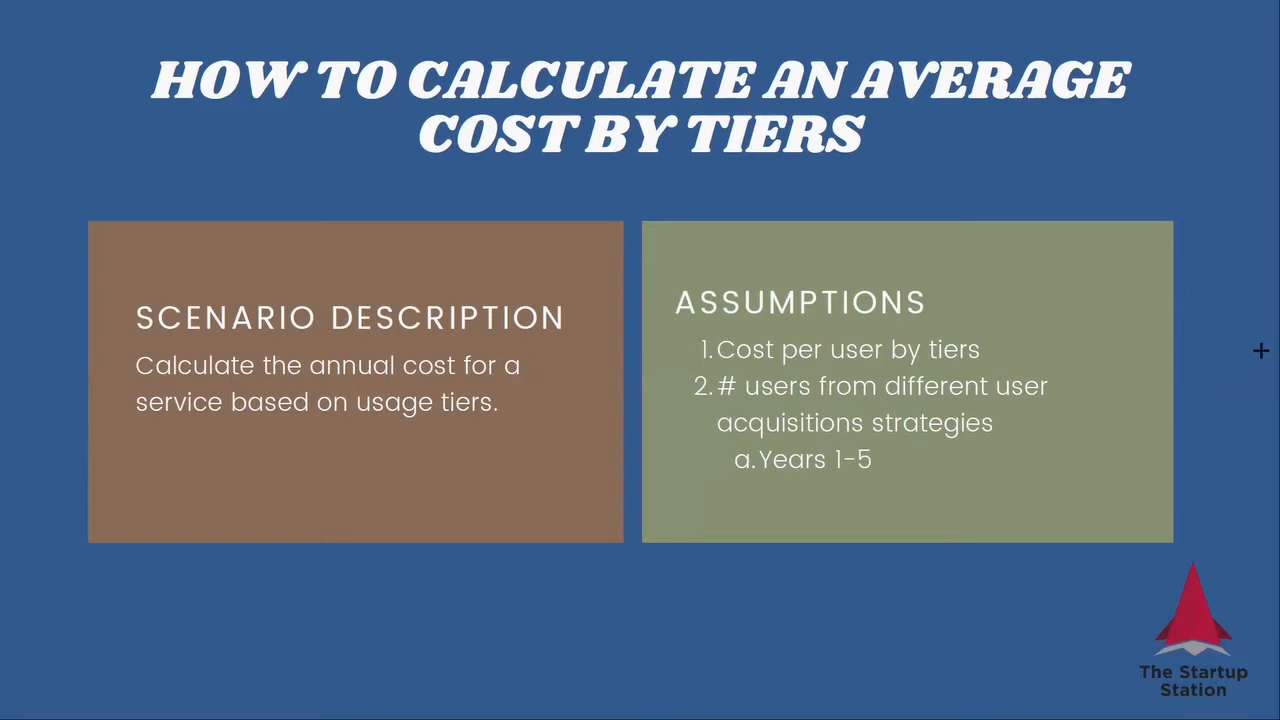 HOW TO CALCULATE AN AVERAGE
COST BY TIERS
SCENARIO DESCRIPTION
Calculate the annual cost for a
service based on usage tiers.
ASSUMPTIONS
1. Cost per user by tiers
2. # users from different user
acquisitions strategies
a. Years 1-5
The Startup
Station